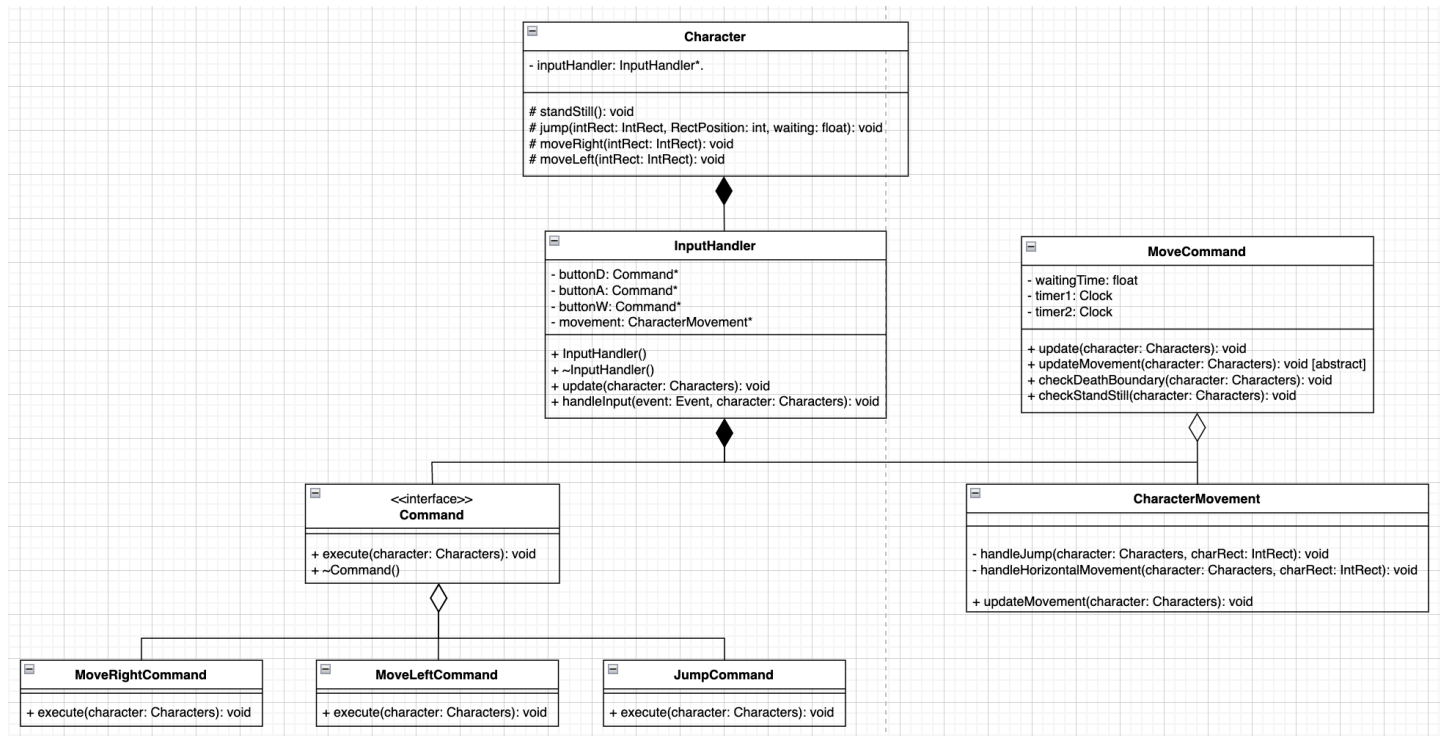 Character
- inputHandler: InputHandler*.
# standStill(): void
# jump(intRect: IntRect, RectPosition: int, waiting: float): void
# moveRight(intRect: IntRect): void
# moveLeft(intRect: IntRect): void
InputHandler
- buttonD: Command*
- buttonA: Command*
- buttonW: Command*
- movement: CharacterMovement*
+ InputHandler()
+ ~InputHandler()
+ update(character: Characters): void
+ handleInput(event: Event, character: Characters): void
MoveCommand
- waitingTime: float
- timer1: Clock
- timer2: Clock
+ update(character: Characters): void
+ updateMovement(character: Characters): void [abstract]
+ checkDeathBoundary(character: Characters): void
+ checkStandStill(character: Characters): void
<<interface>>
Command
+ execute(character: Characters): void
+ ~Command()
CharacterMovement
- handleJump(character: Characters, charRect: IntRect): void
- handleHorizontalMovement(character: Characters, charRect: IntRect): void
+ updateMovement(character: Characters): void
MoveRightCommand
+ execute(character: Characters): void
MoveLeftCommand
+ execute(character: Characters): void
JumpCommand
+ execute(character: Characters): void